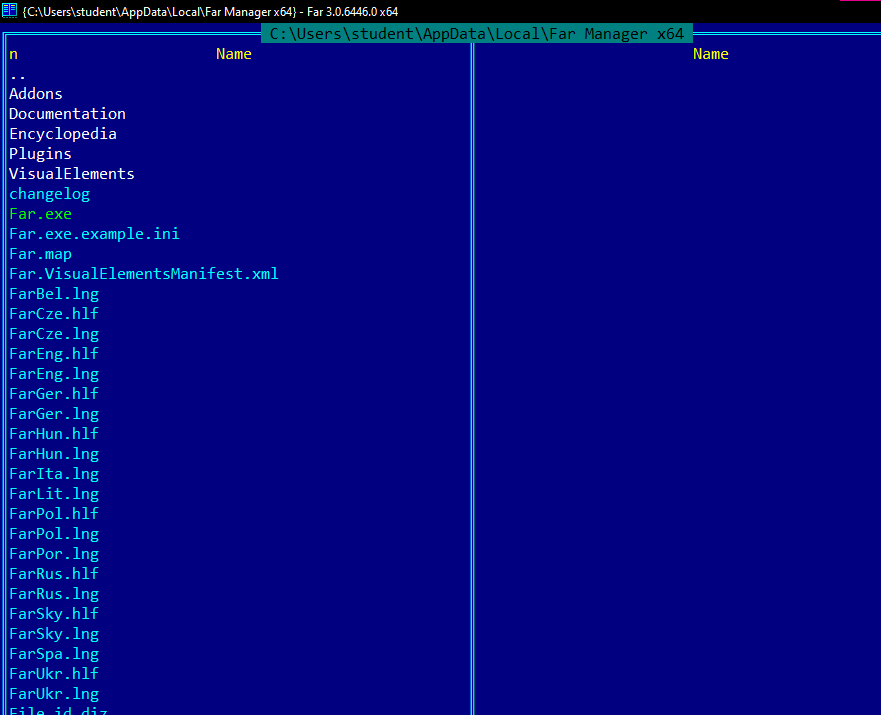 {C:\Users\student\AppData\Local\Far Manager x64} - Far 3.0.6446.0 x64
C:\Users\student\AppData\Local\Far Manager x64
n Name Name
..
Addons
Documentation
Encyclopedia
Plugins
VisualElements
changelog
Far.exe
Far.exe.example.ini
Far.map
Far.VisualElementsManifest.xml
FarBel.lng
FarCze.hlf
FarCze.lng
FarEng.hlf
FarEng.lng
FarGer.hlf
FarGer.lng
FarHun.hlf
FarHun.lng
FarIta.lng
FarLit.lng
FarPol.hlf
FarPol.lng
FarPor.lng
FarRus.hlf
FarRus.lng
FarSky.hlf
FarSky.lng
FarSpa.lng
FarUkr.hlf
FarUkr.lng
File_id.diz